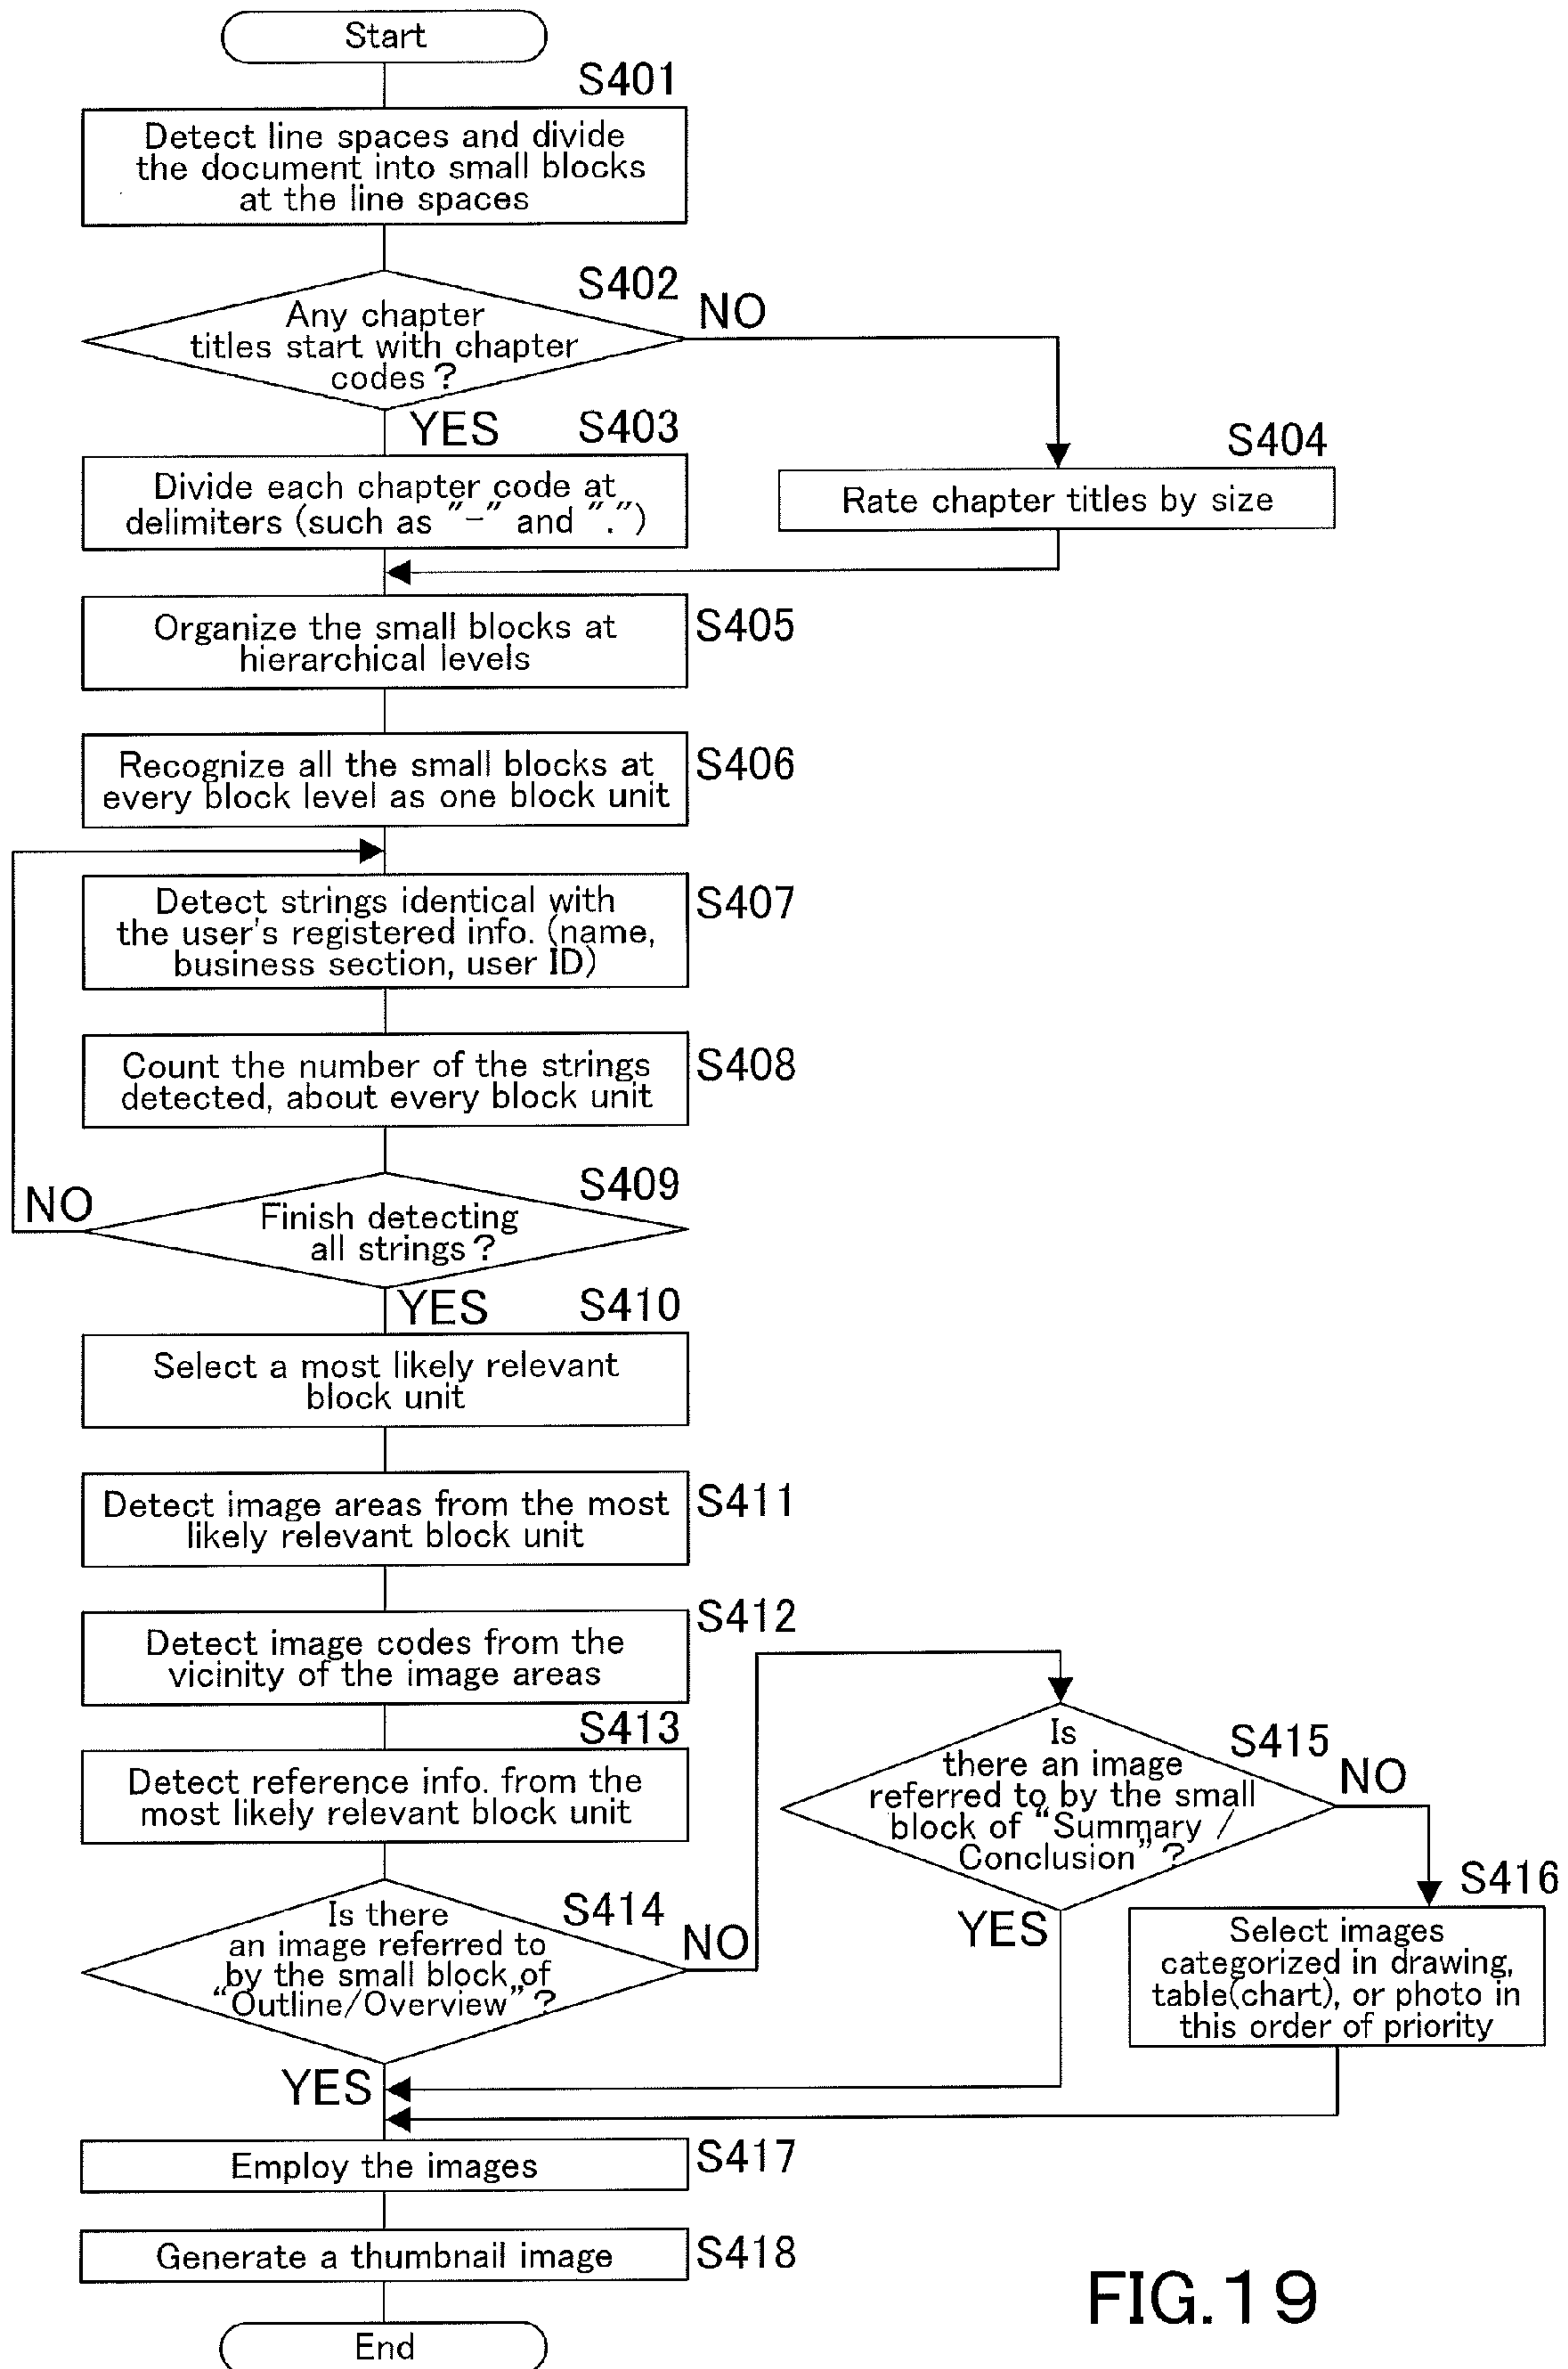 Start
S401
Detect line spaces and divide
the document into small blocks
at the line spaces
S402
Any chapter
titles start with chapter
codes?
NO
YES
S403
Divide each chapter code at
delimiters (such as "-" and ".")
S404
Rate chapter titles by size
Organize the small blocks at
hierarchical levels
S405
Recognize all the small blocks at
every block level as one block unit
S406
Detect strings identical with
the user's registered info. (name,
business section, user ID)
S407
Count the number of the strings
detected, about every block unit
S408
S409
Finish detecting
all strings?
NO
YES
S410
Select a most likely relevant
block unit
Detect image areas from the most
likely relevant block unit
S411
S412
Detect image codes from the
vicinity of the image areas
S413
Detect reference info. from the
most likely relevant block unit
S414
Is there
an image referred to
by the small block of
“Outline/Overview”?
NO
YES
S415
Is
there an image
referred to by the small
block of “Summary /
Conclusion”?
NO
YES
S416
Select images
categorized in drawing,
table(chart), or photo in
this order of priority
Employ the images
S417
Generate a thumbnail image
S418
End
FIG.19